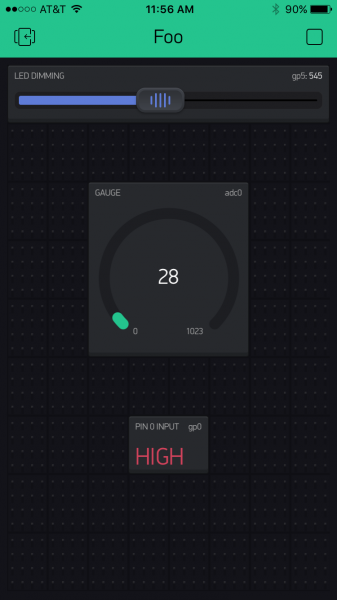 AT&T 11:56 AM 90%
Foo
LED DIMMING gp5: 545
GAUGE adc0
28
0 1023
PIN 0 INPUT gp0
HIGH